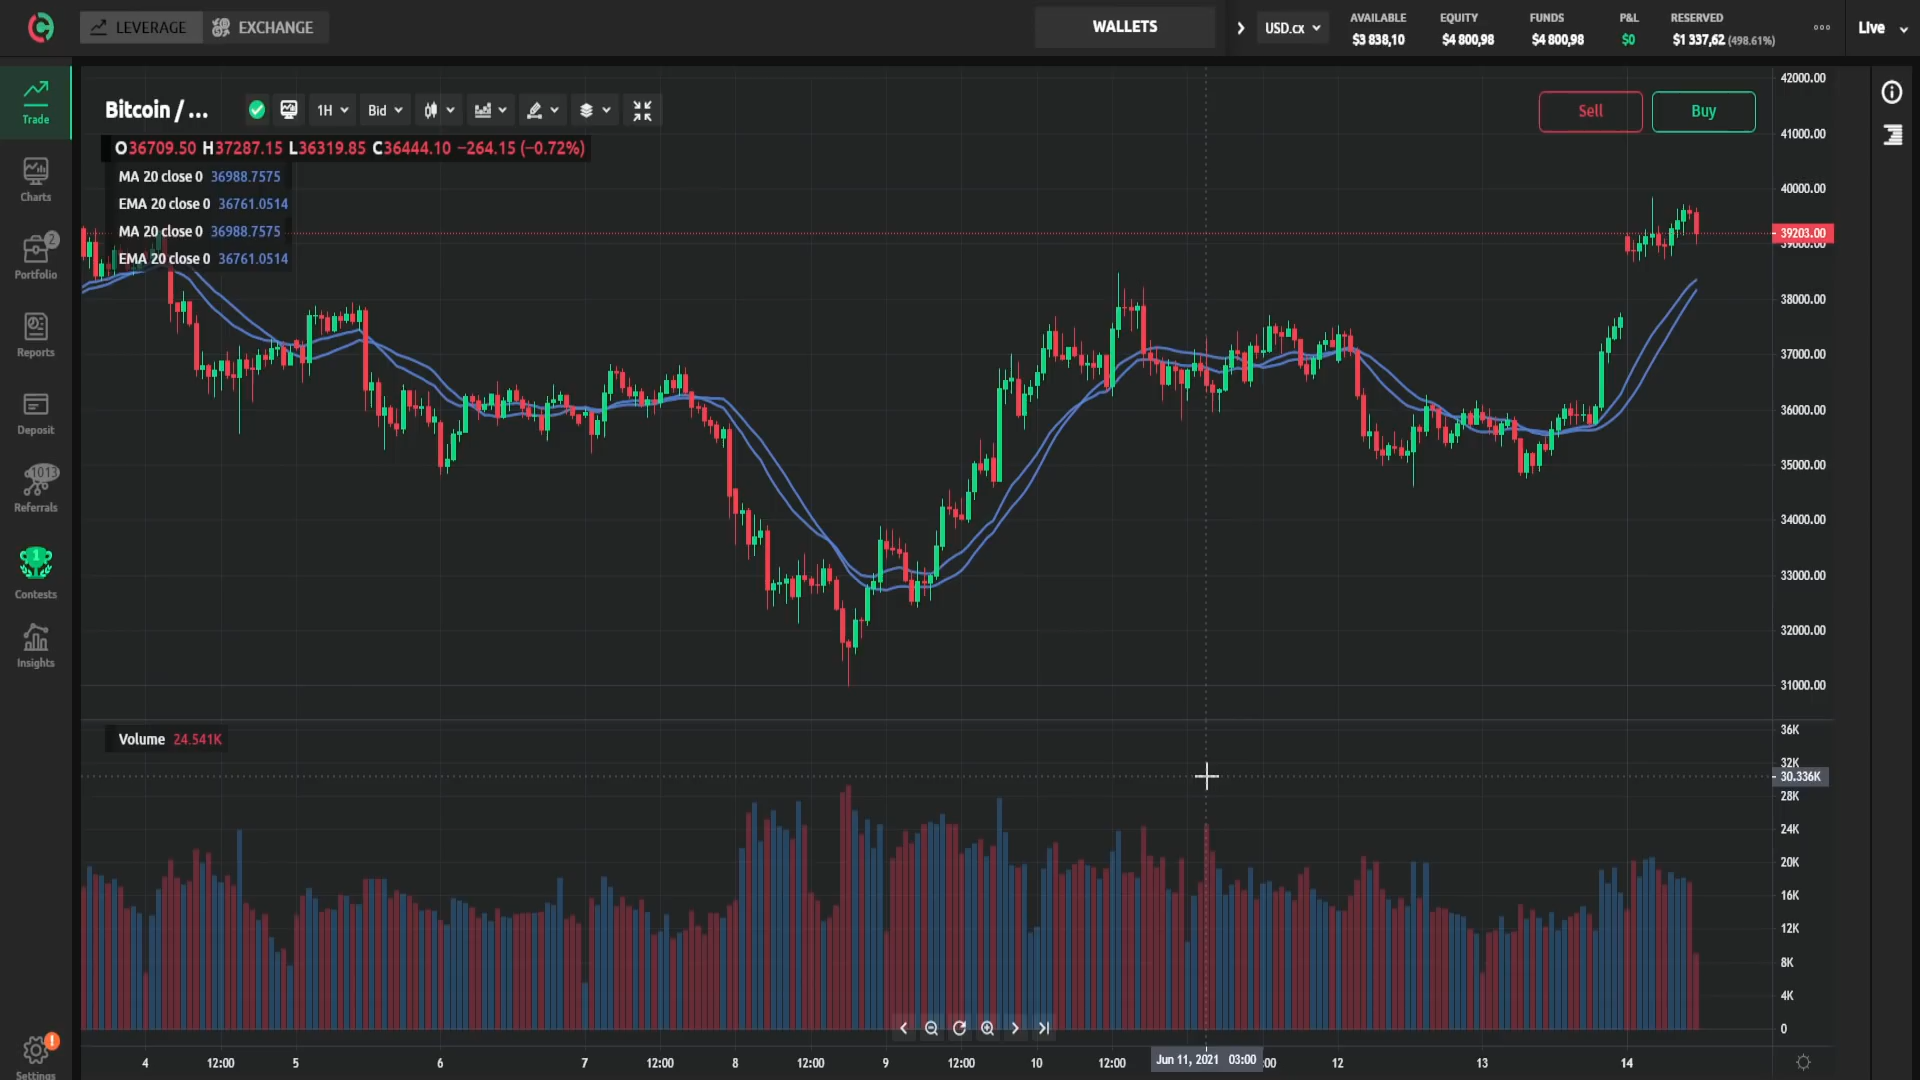 LEVERAGE EXCHANGE WALLETS USD.cx AVAILABLE EQUITY FUNDS P&L RESERVED Live
$3 838,10 $4 800,98 $4 800,98 $0 $1 337,62 (498.61%)
Trade
Charts
2
Portfolio
Reports
Deposit
1013
Referrals
1
Contests
Insights
!
Settings
Bitcoin / ... 1H Bid Sell Buy
O36709.50 H37287.15 L36319.85 C36444.10 −264.15 (−0.72%)
MA 20 close 0 36988.7575
EMA 20 close 0 36761.0514
MA 20 close 0 36988.7575
EMA 20 close 0 36761.0514
42000.00
41000.00
40000.00
39203.00
39000.00
38000.00
37000.00
36000.00
35000.00
34000.00
33000.00
32000.00
31000.00
Volume 24.541K
36K
32K
30.336K
28K
24K
20K
16K
12K
8K
4K
0
4 12:00 5 6 7 12:00 8 12:00 9 12:00 10 12:00 Jun 11, 2021 03:00 :00 12 13 14